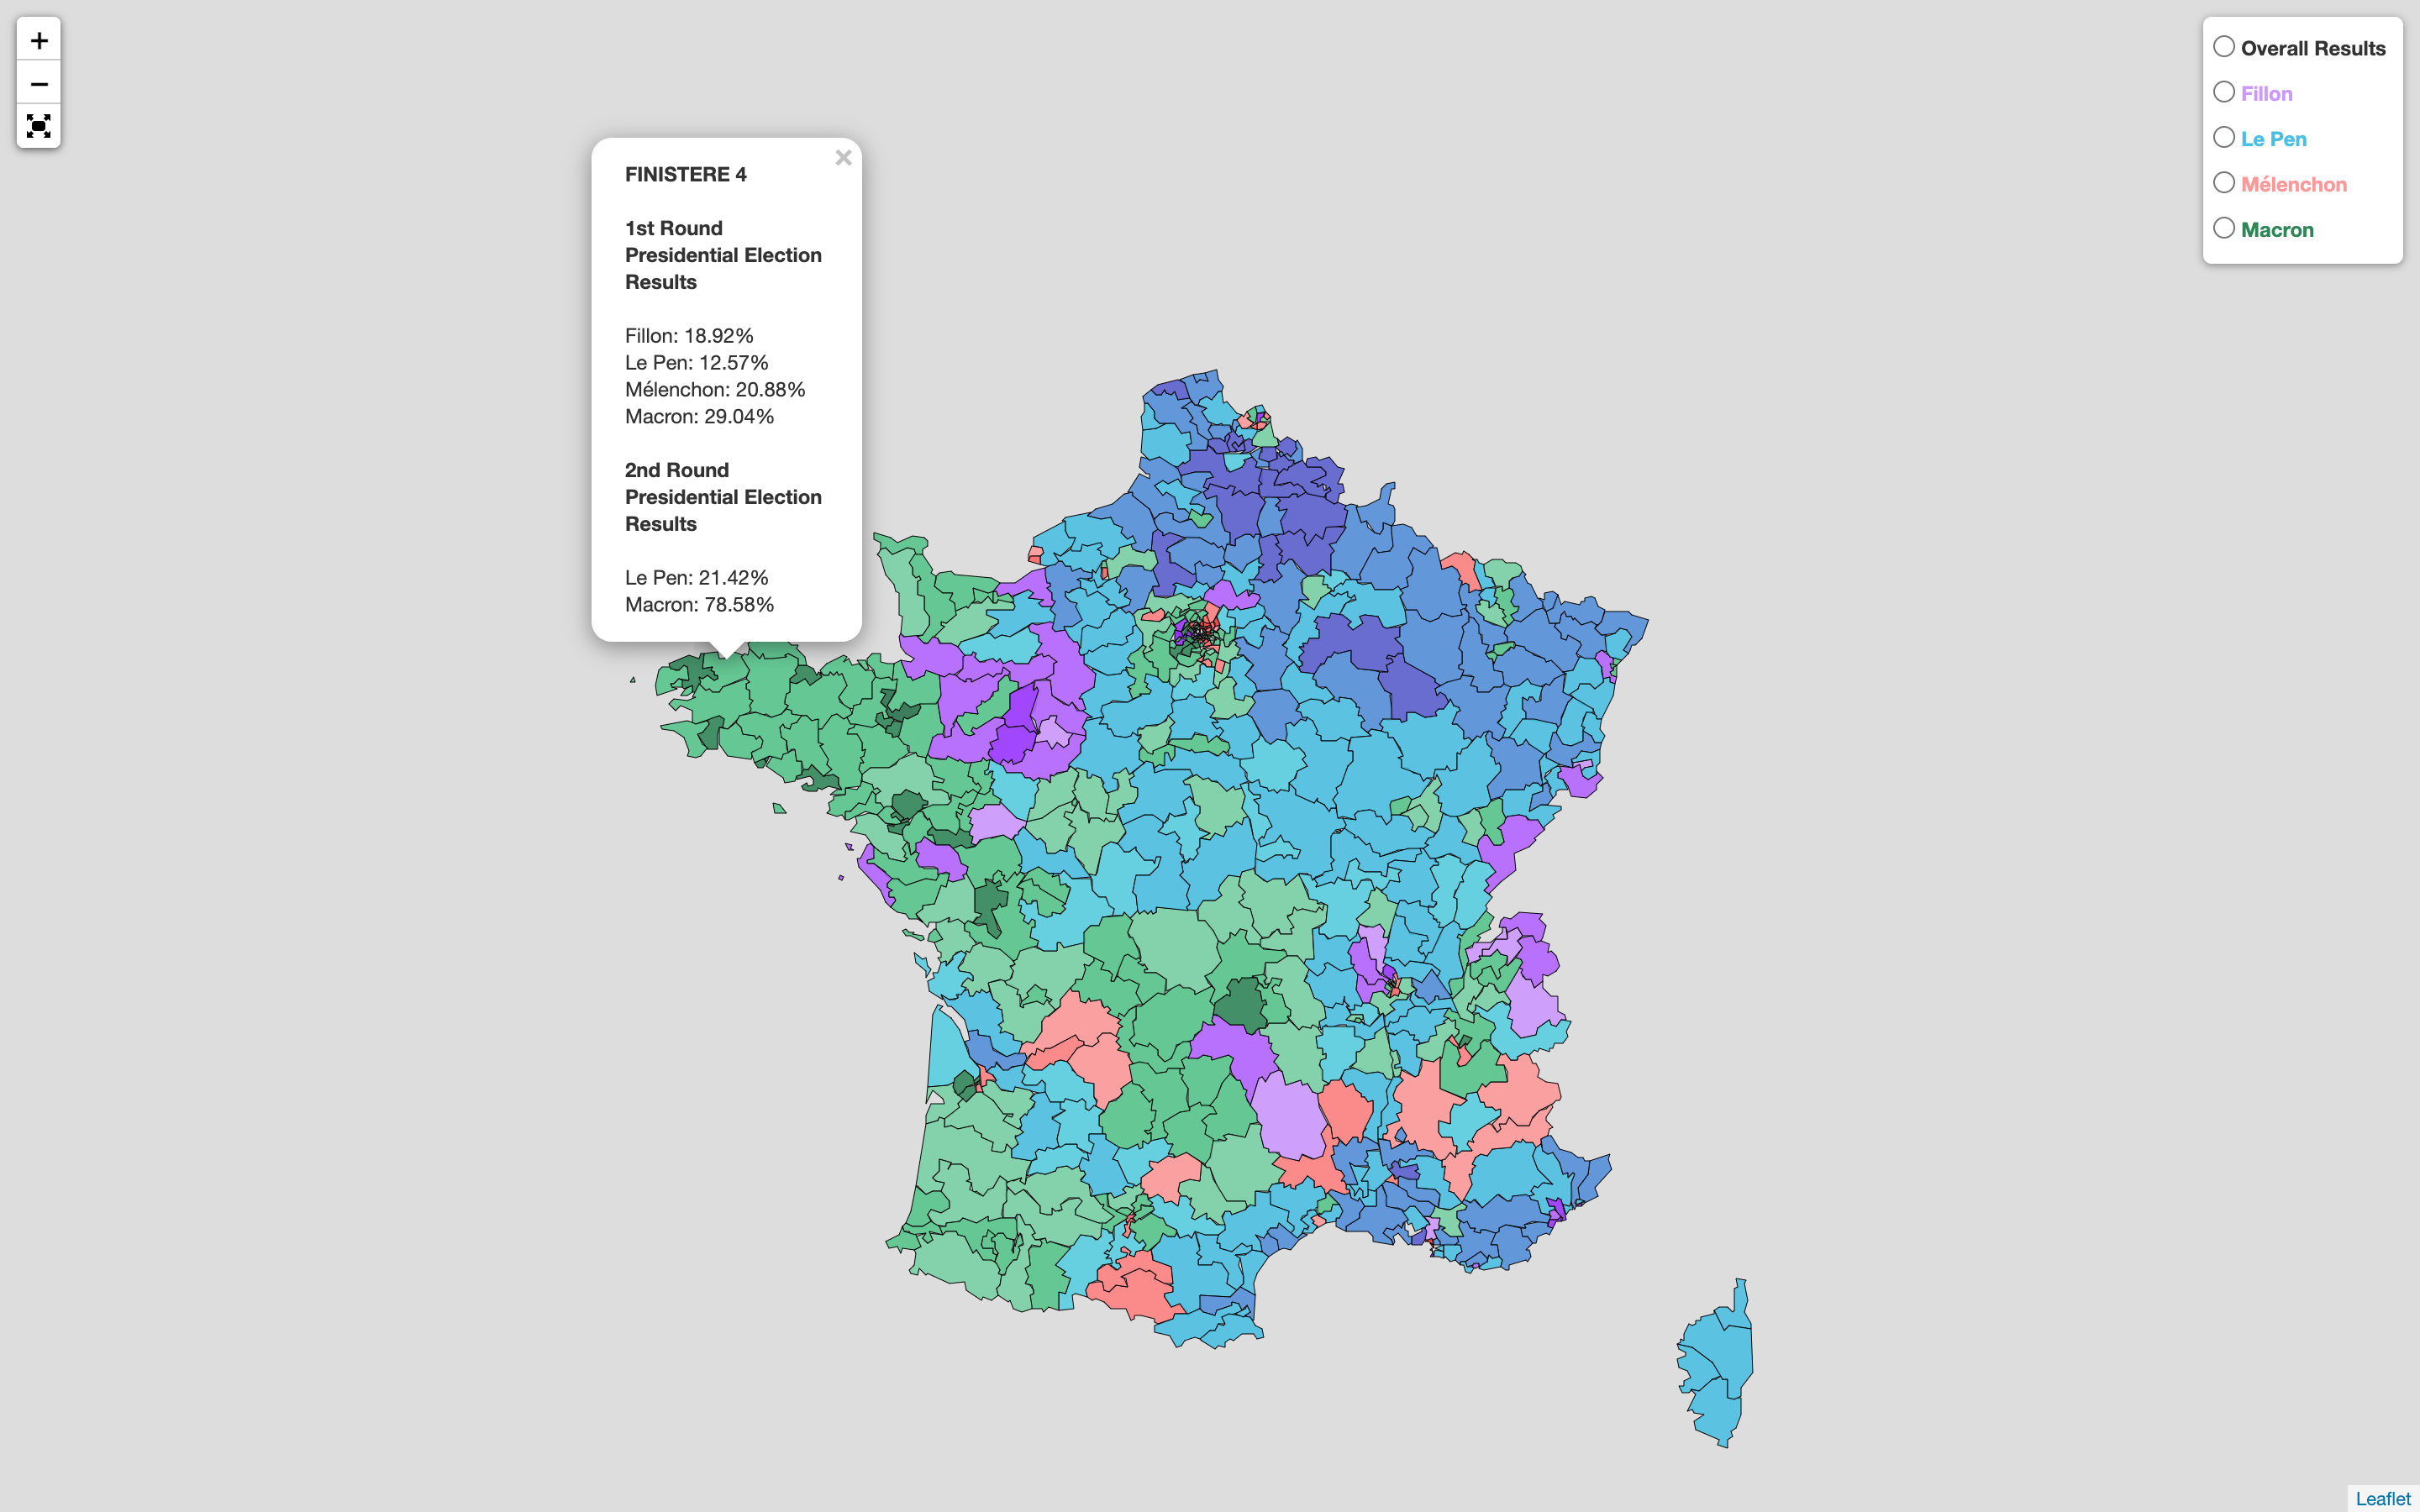 +
−
FINISTERE 4
×
1st Round
Presidential Election
Results
Fillon: 18.92%
Le Pen: 12.57%
Mélenchon: 20.88%
Macron: 29.04%
2nd Round
Presidential Election
Results
Le Pen: 21.42%
Macron: 78.58%
Overall Results
Fillon
Le Pen
Mélenchon
Macron
Leaflet